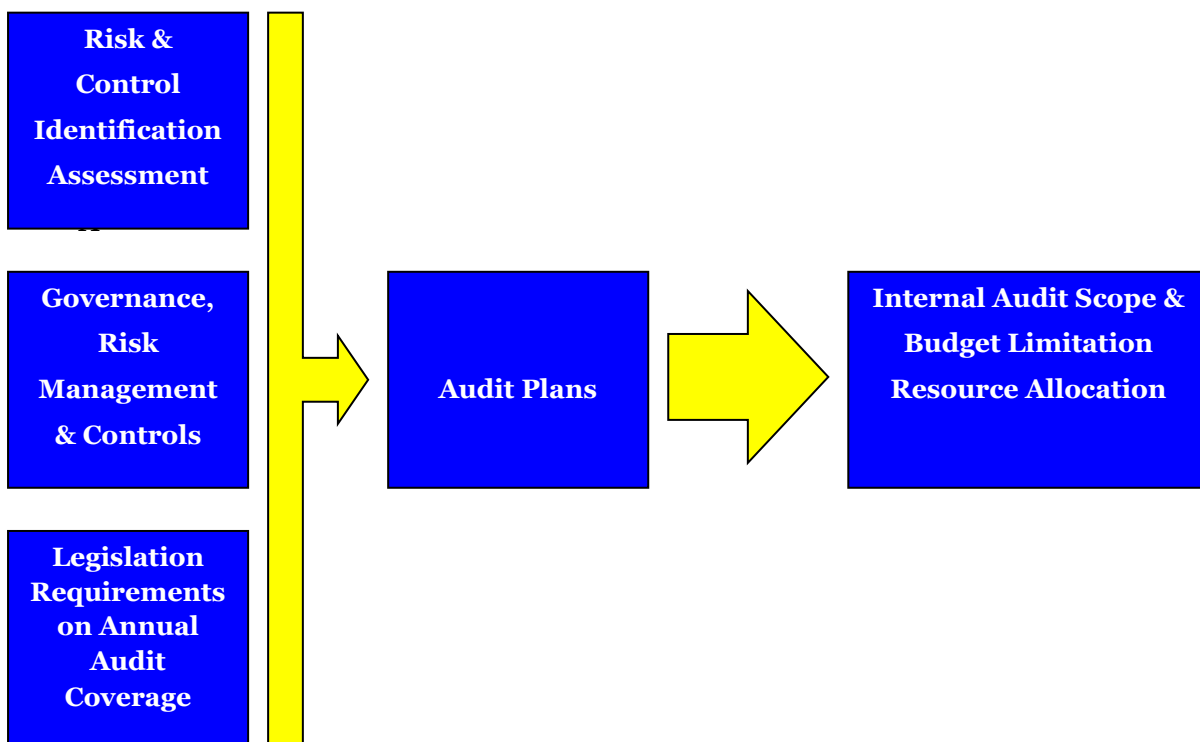 Risk &
Control
Identification
Assessment
Governance,
Risk
Management
& Controls
Audit Plans
Internal Audit Scope &
Budget Limitation
Resource Allocation
Legislation
Requirements
on Annual
Audit
Coverage